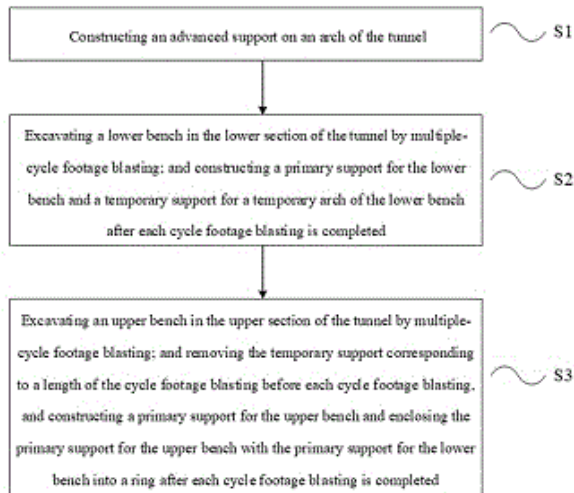 Constructing an advanced support on an arch of the tunnel
S1
Excavating a lower bench in the lower section of the tunnel by multiple-
cycle footage blasting; and constructing a primary support for the lower
bench and a temporary support for a temporary arch of the lower bench
after each cycle footage blasting is completed
S2
Excavating an upper bench in the upper section of the tunnel by multiple-
cycle footage blasting; and removing the temporary support corresponding
to a length of the cycle footage blasting before each cycle footage blasting,
and constructing a primary support for the upper bench and enclosing the
primary support for the upper bench with the primary support for the lower
bench into a ring after each cycle footage blasting is completed
S3